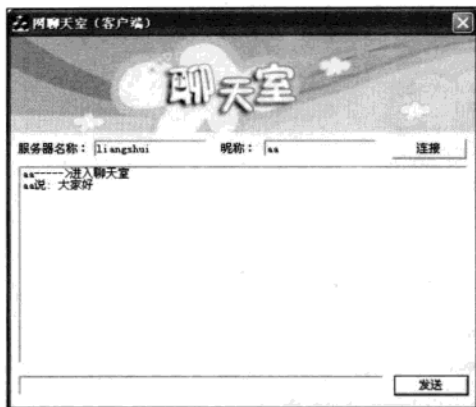 网聊天室（客户端）
聊天室
服务器名称： liangshui 昵称： aa 连接
aa----->进入聊天室
aa说: 大家好
发送